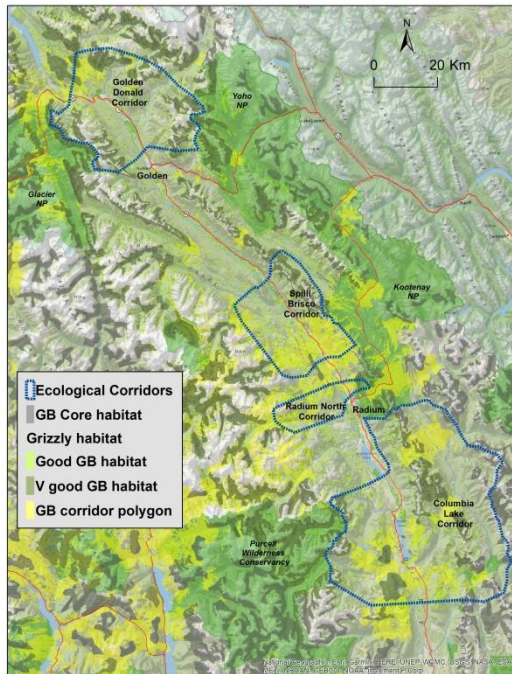 N
0 20 Km
Golden
Donald
Corridor
Yoho
NP
Golden
Glacier
NP
Kootenay
NP
Spilli
Brisco
Corridor
Radium North
Corridor
Radium
Columbia
Lake
Corridor
Purcell
Wilderness
Conservancy
Ecological Corridors
GB Core habitat
Grizzly habitat
Good GB habitat
V good GB habitat
GB corridor polygon